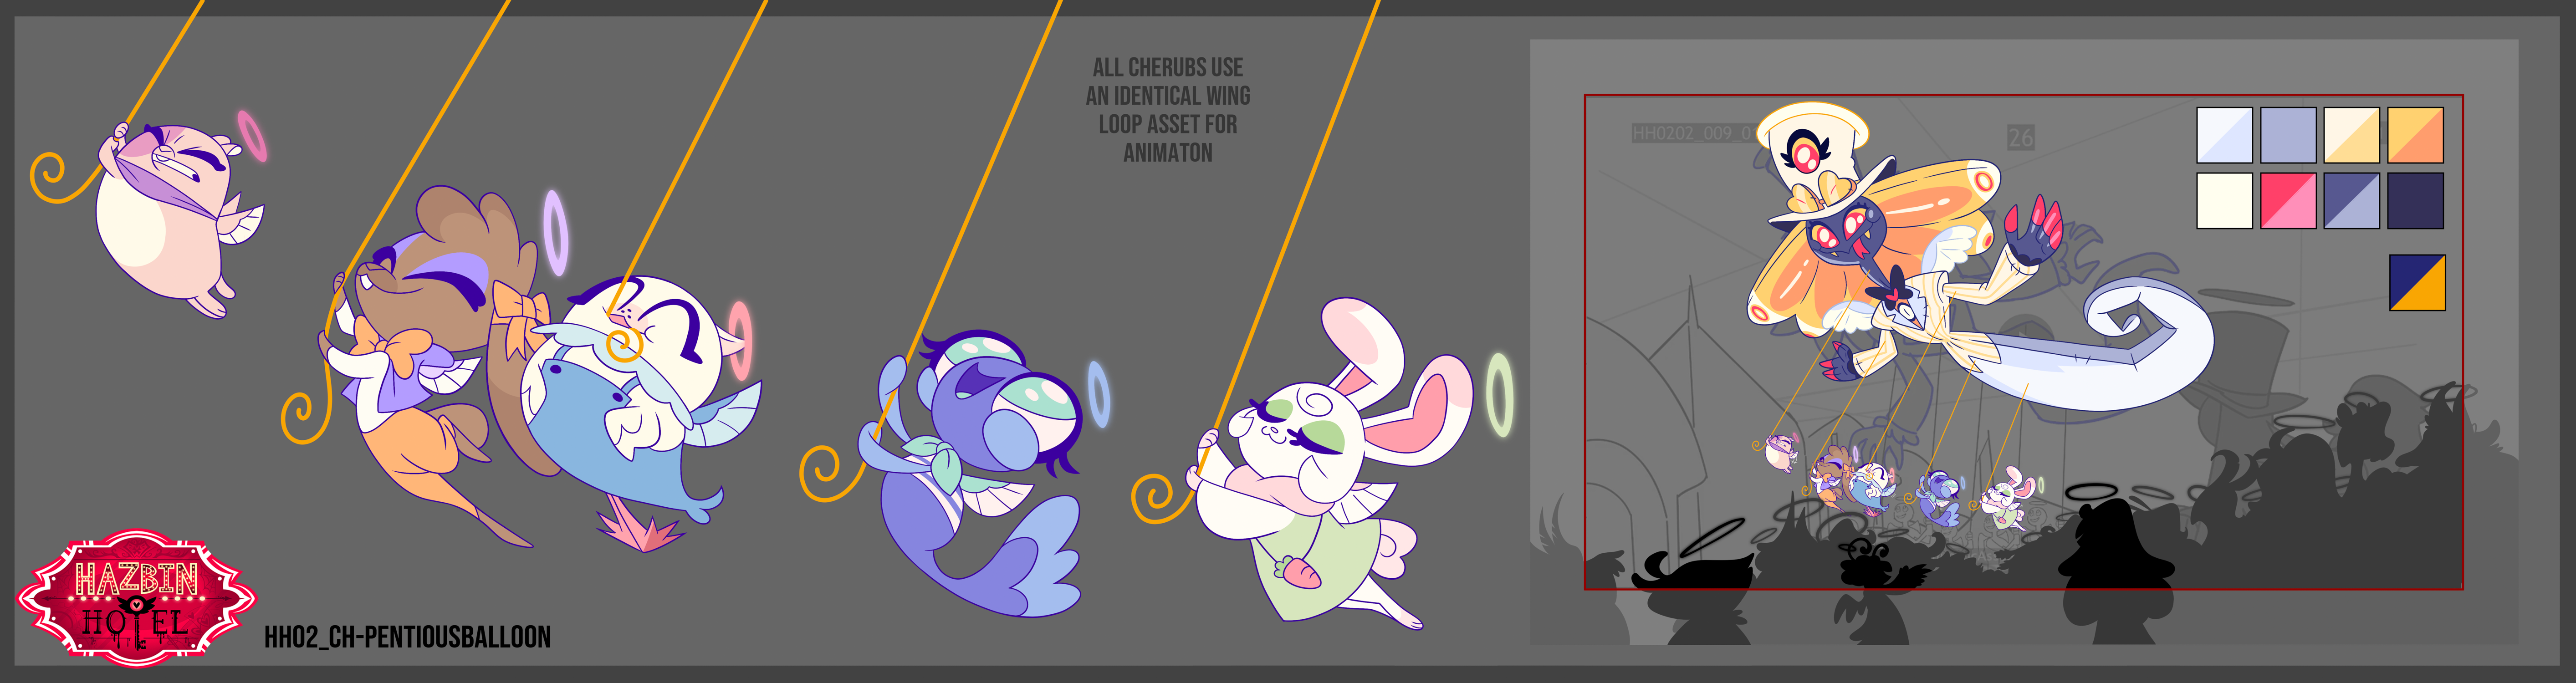 ALL CHERUBS USE
AN IDENTICAL WING
LOOP ASSET FOR
ANIMATON
26
HAZBIN
HOTEL
HH02_CH-PENTIOUSBALLOON